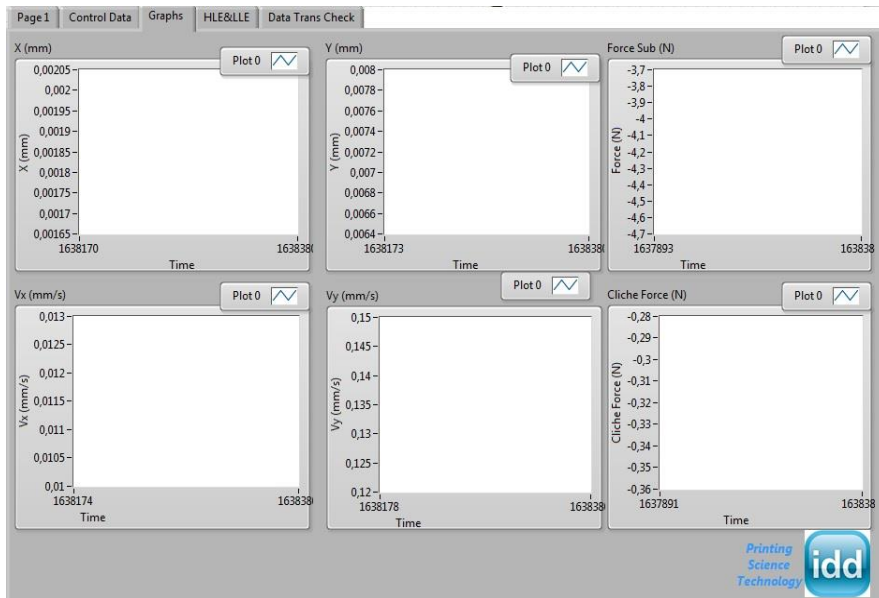 Page 1 Control Data Graphs HLE&LLE Data Trans Check
X (mm)
Plot 0
0,00205
0,002
0,00195
0,0019
0,00185
0,0018
0,00175
0,0017
0,00165
X (mm)
1638170 1638380
Time
Y (mm)
Plot 0
0,008
0,0078
0,0076
0,0074
0,0072
0,007
0,0068
0,0066
0,0064
Y (mm)
1638173 1638380
Time
Force Sub (N)
Plot 0
-3,7
-3,8
-3,9
-4
-4,1
-4,2
-4,3
-4,4
-4,5
-4,6
-4,7
Force (N)
1637893 163838
Time
Vx (mm/s)
Plot 0
0,013
0,0125
0,012
0,0115
0,011
0,0105
0,01
Vx (mm/s)
1638174 1638380
Time
Vy (mm/s)
Plot 0
0,15
0,145
0,14
0,135
0,13
0,125
0,12
Vy (mm/s)
1638178 1638380
Time
Cliche Force (N)
Plot 0
-0,28
-0,29
-0,3
-0,31
-0,32
-0,33
-0,34
-0,35
-0,36
Cliche Force (N)
1637891 163838
Time
Printing
Science
Technology
idd